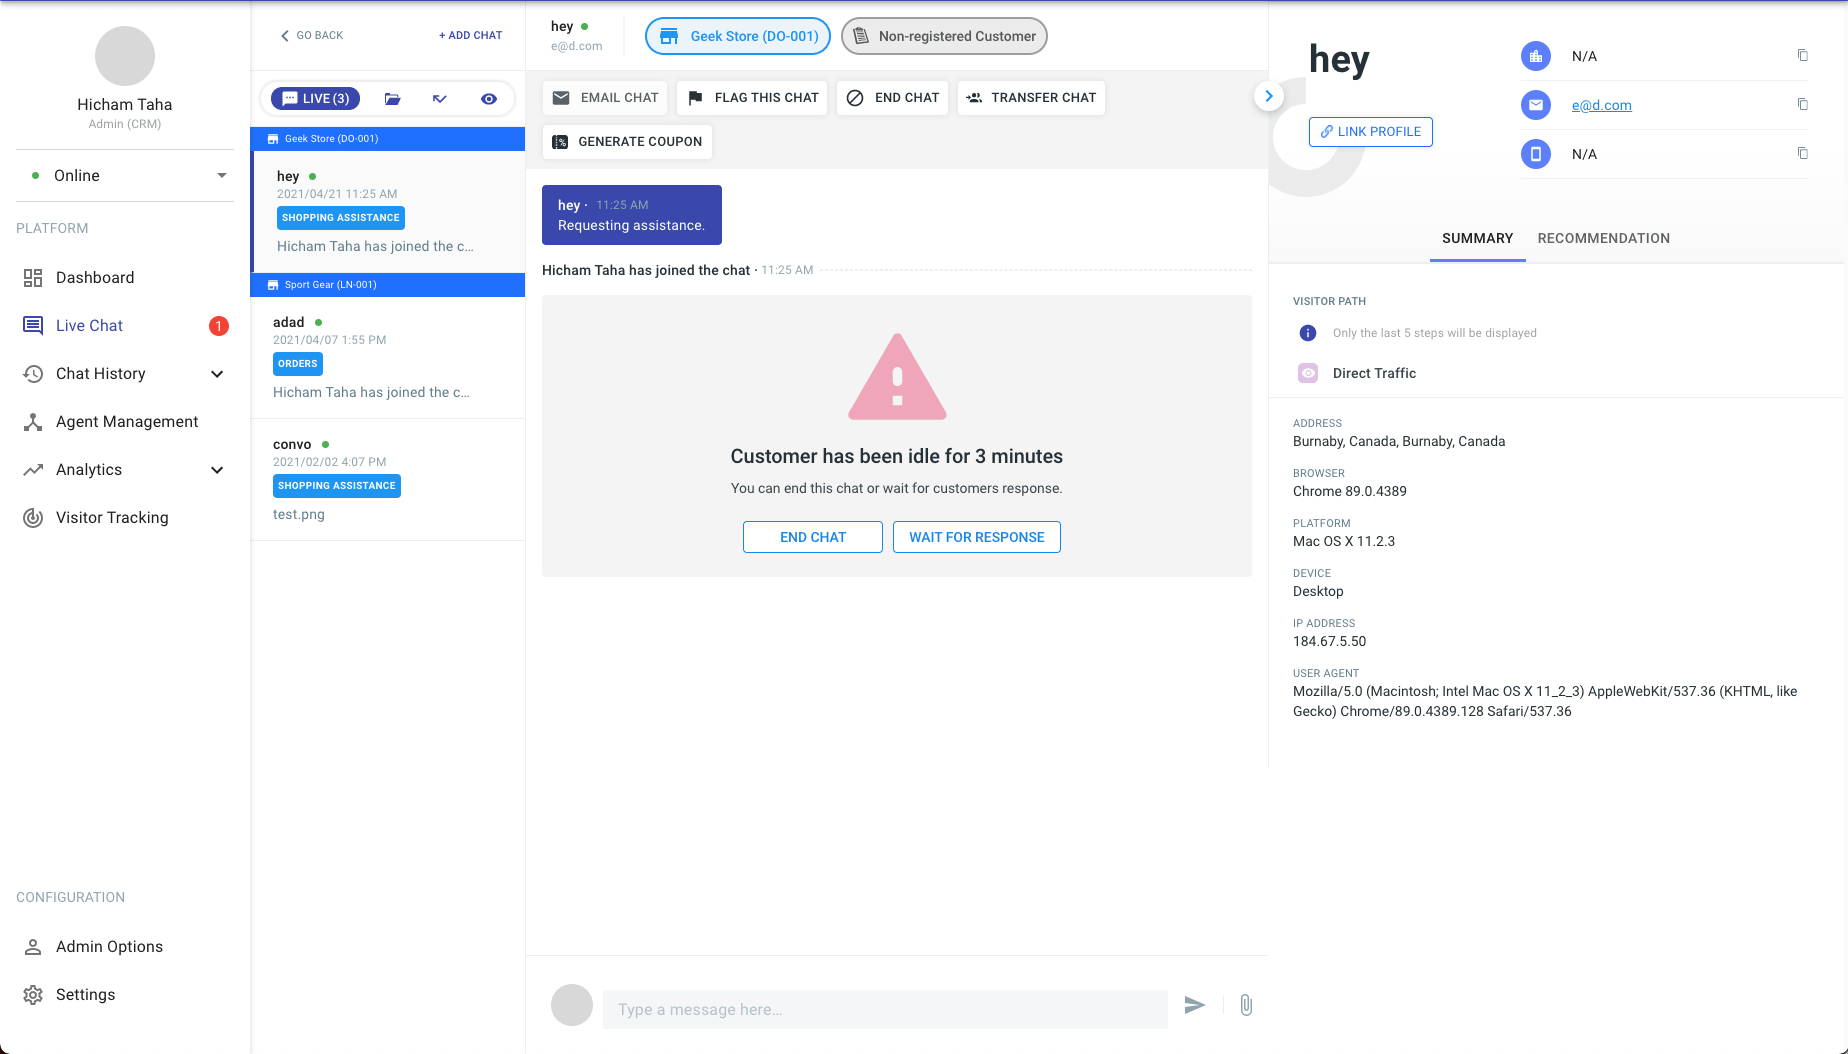 Hicham Taha
Admin (CRM)
Online
PLATFORM
Dashboard
Live Chat
1
Chat History
Agent Management
Analytics
Visitor Tracking
CONFIGURATION
Admin Options
Settings
GO BACK
+ ADD CHAT
LIVE (3)
Geek Store (DO-001)
hey
2021/04/21 11:25 AM
SHOPPING ASSISTANCE
Hicham Taha has joined the c...
Sport Gear (LN-001)
adad
2021/04/07 1:55 PM
ORDERS
Hicham Taha has joined the c...
convo
2021/02/02 4:07 PM
SHOPPING ASSISTANCE
test.png
hey
e@d.com
Geek Store (DO-001)
Non-registered Customer
EMAIL CHAT
FLAG THIS CHAT
END CHAT
TRANSFER CHAT
GENERATE COUPON
hey · 11:25 AM
Requesting assistance.
Hicham Taha has joined the chat · 11:25 AM
Customer has been idle for 3 minutes
You can end this chat or wait for customers response.
END CHAT
WAIT FOR RESPONSE
Type a message here...
hey
LINK PROFILE
N/A
e@d.com
N/A
SUMMARY
RECOMMENDATION
VISITOR PATH
Only the last 5 steps will be displayed
Direct Traffic
ADDRESS
Burnaby, Canada, Burnaby, Canada
BROWSER
Chrome 89.0.4389
PLATFORM
Mac OS X 11.2.3
DEVICE
Desktop
IP ADDRESS
184.67.5.50
USER AGENT
Mozilla/5.0 (Macintosh; Intel Mac OS X 11_2_3) AppleWebKit/537.36 (KHTML, like
Gecko) Chrome/89.0.4389.128 Safari/537.36